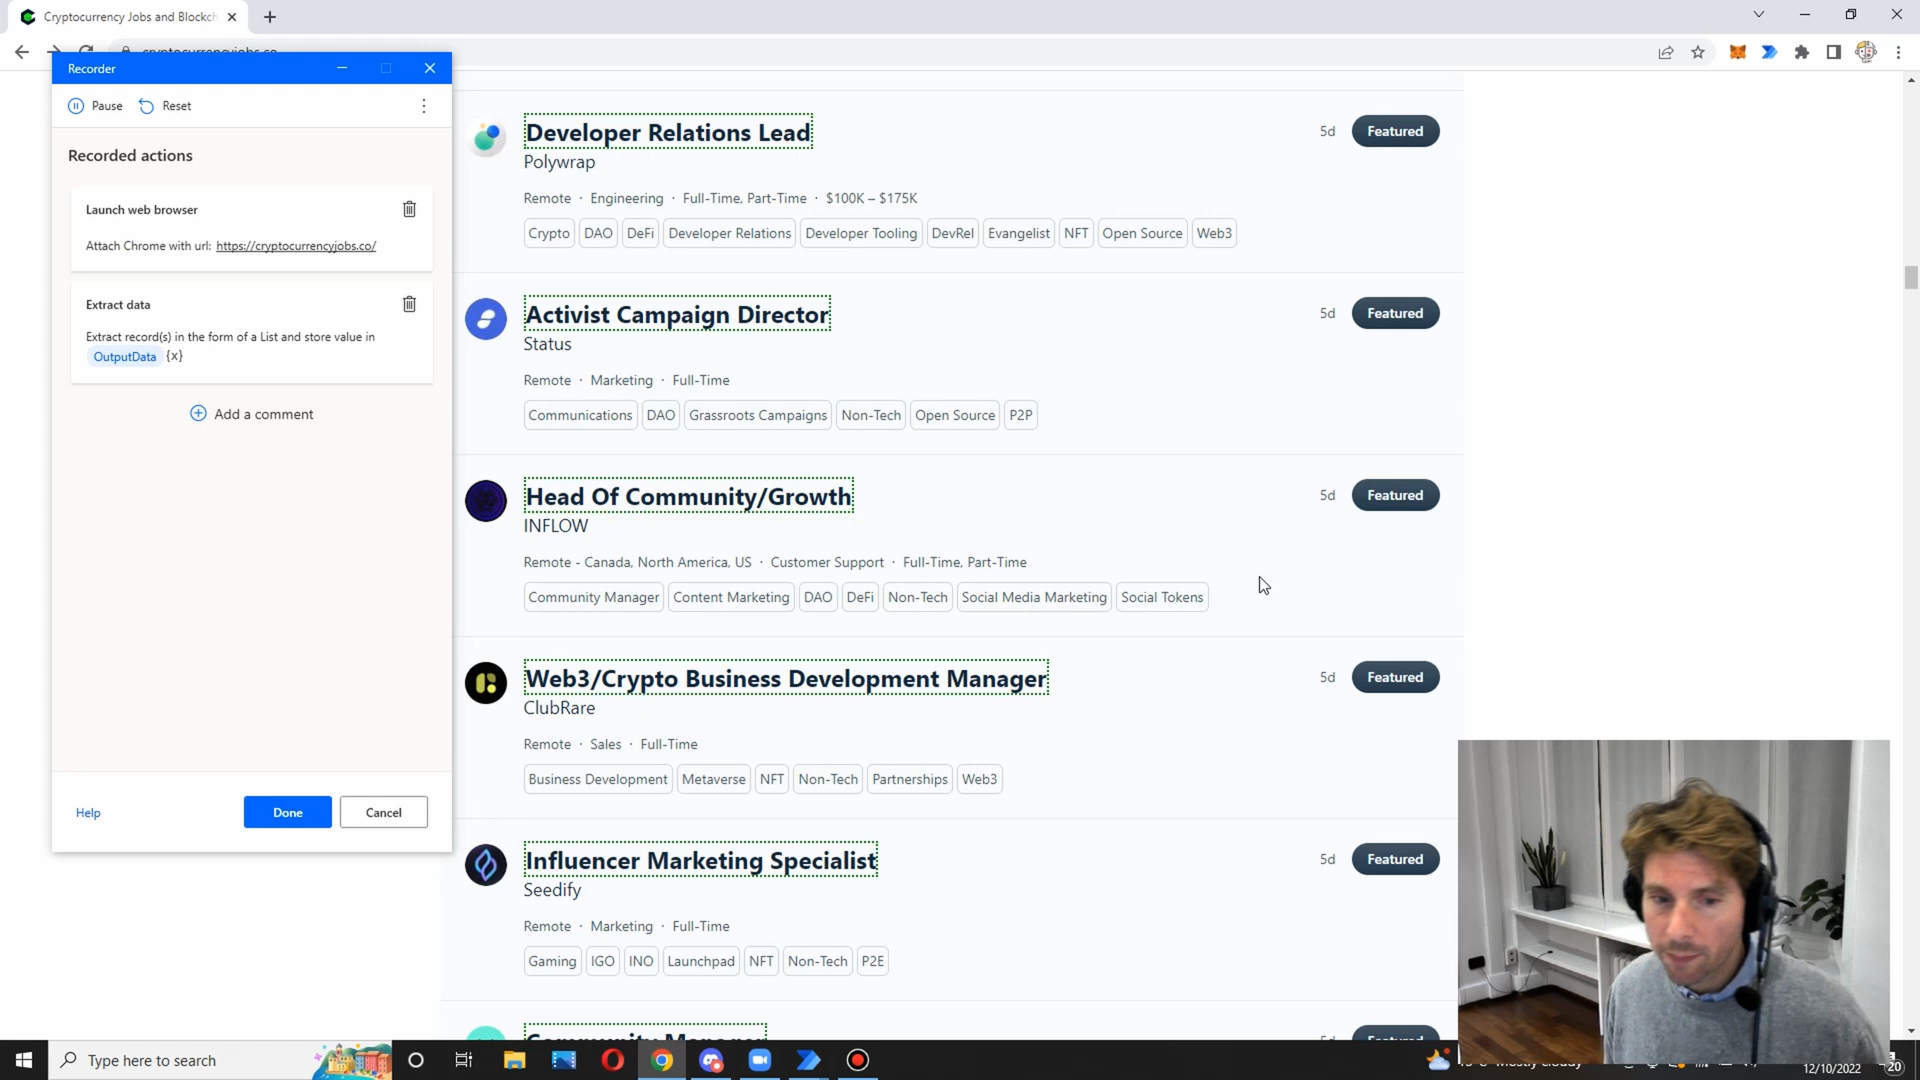 Cryptocurrency Jobs and Blockch
Recorder
Pause
Reset
Recorded actions
Launch web browser
Attach Chrome with url: https://cryptocurrencyjobs.co/
Extract data
Extract record(s) in the form of a List and store value in
OutputData {x}
Add a comment
Help
Done
Cancel
Developer Relations Lead
5d
Featured
Polywrap
Remote · Engineering · Full-Time, Part-Time · $100K – $175K
Crypto DAO DeFi Developer Relations Developer Tooling DevRel Evangelist NFT Open Source Web3
Activist Campaign Director
5d
Featured
Status
Remote · Marketing · Full-Time
Communications DAO Grassroots Campaigns Non-Tech Open Source P2P
Head Of Community/Growth
5d
Featured
INFLOW
Remote - Canada, North America, US · Customer Support · Full-Time, Part-Time
Community Manager Content Marketing DAO DeFi Non-Tech Social Media Marketing Social Tokens
Web3/Crypto Business Development Manager
5d
Featured
ClubRare
Remote · Sales · Full-Time
Business Development Metaverse NFT Non-Tech Partnerships Web3
Influencer Marketing Specialist
5d
Featured
Seedify
Remote · Marketing · Full-Time
Gaming IGO INO Launchpad NFT Non-Tech P2E
Type here to search
12/10/2022
20